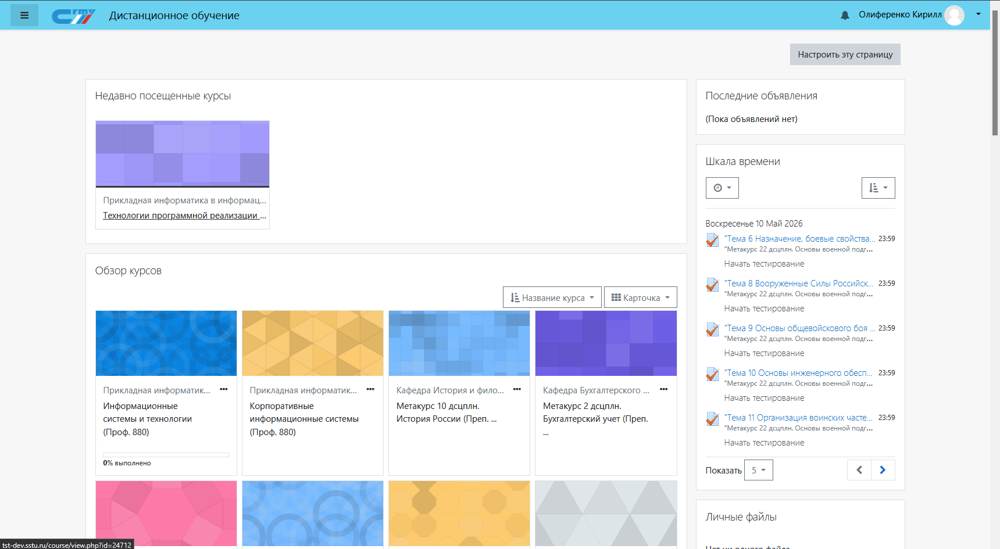 Дистанционное обучение
Олиференко Кирилл
Настроить эту страницу
Недавно посещенные курсы
Прикладная информатика в информац...
Технологии программной реализации ...
Обзор курсов
Название курса
Карточка
Прикладная информатик...
Информационные
системы и технологии
(Проф. 880)
0% выполнено
Прикладная информатик...
Корпоративные
информационные системы
(Проф. 880)
Кафедра История и фило...
Метакурс 10 дсцплн.
История России (Преп. ...
Кафедра Бухгалтерского ...
Метакурс 2 дсцплн.
Бухгалтерский учет (Преп.
...
Последние объявления
(Пока объявлений нет)
Шкала времени
Воскресенье 10 Май 2026
"Тема 6 Назначение, боевые свойства... 23:59
"Метакурс 22 дсцплн. Основы военной подг...
Начать тестирование
"Тема 8 Вооруженные Силы Российск... 23:59
"Метакурс 22 дсцплн. Основы военной подг...
Начать тестирование
"Тема 9 Основы общевойскового боя ... 23:59
"Метакурс 22 дсцплн. Основы военной подг...
Начать тестирование
"Тема 10 Основы инженерного обесп... 23:59
"Метакурс 22 дсцплн. Основы военной подг...
Начать тестирование
"Тема 11 Организация воинских часте... 23:59
"Метакурс 22 дсцплн. Основы военной подг...
Начать тестирование
Показать 5
Личные файлы
Нет ни одного файла
tst-dev.sstu.ru/course/view.php?id=24712